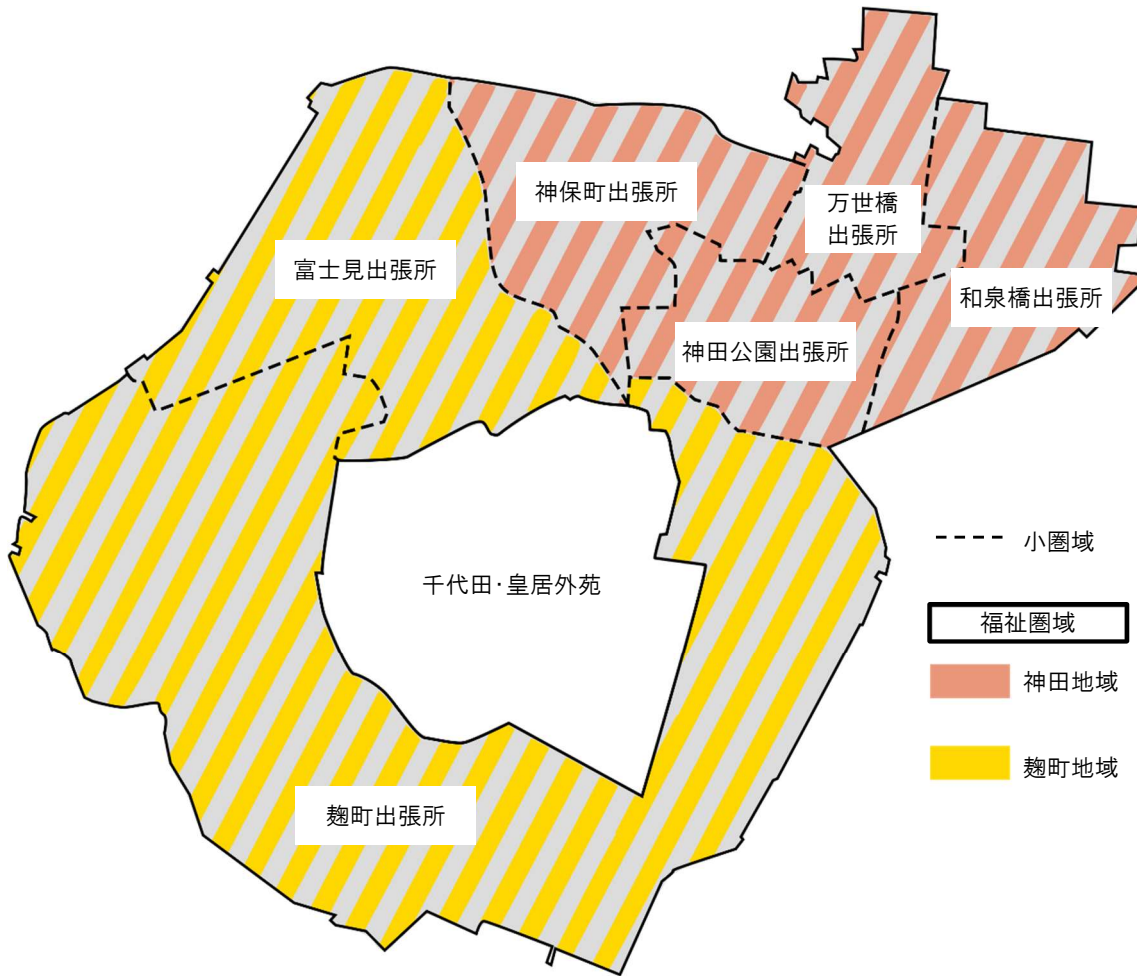 神保町出張所
万世橋
出張所
富士見出張所
和泉橋出張所
神田公園出張所
千代田・皇居外苑
麹町出張所
小圏域
福祉圏域
神田地域
麹町地域